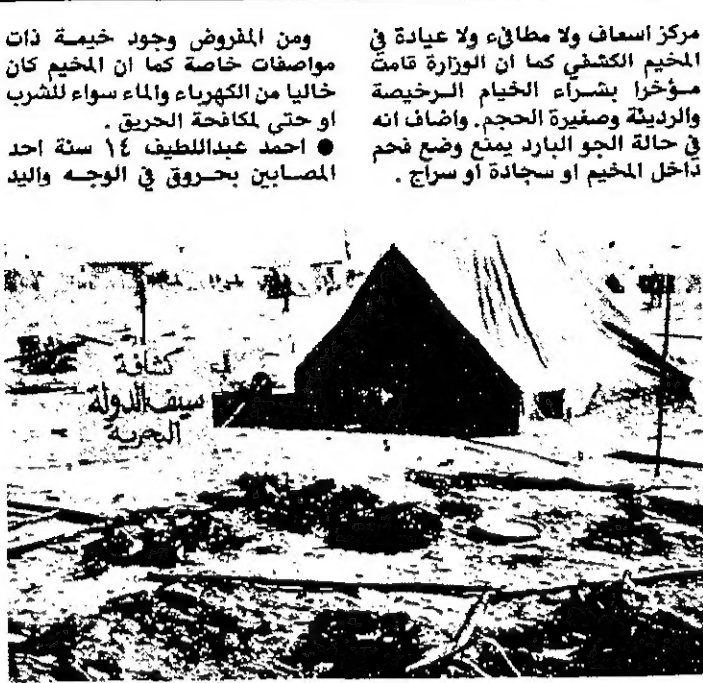 مركز اسعاف ولا مطافيء ولا عيادة في
المخيم الكشفي كما ان الوزارة قامت
مؤخرا بشراء الخيام الرخيصة
والرديئة وصغيرة الحجم. واضاف انه
في حالة الجو البارد يمنع وضع فحم
داخل المخيم او سجادة او سراج .
ومن المفروض وجود خيمة ذات
مواصفات خاصة كما ان المخيم كان
خاليا من الكهرباء والماء سواء للشرب
او حتى لمكافحة الحريق .
● احمد عبداللطيف ١٤ سنة احد
المصابين بحروق في الوجه واليد
كشافة
سيف الدولة
البحرية